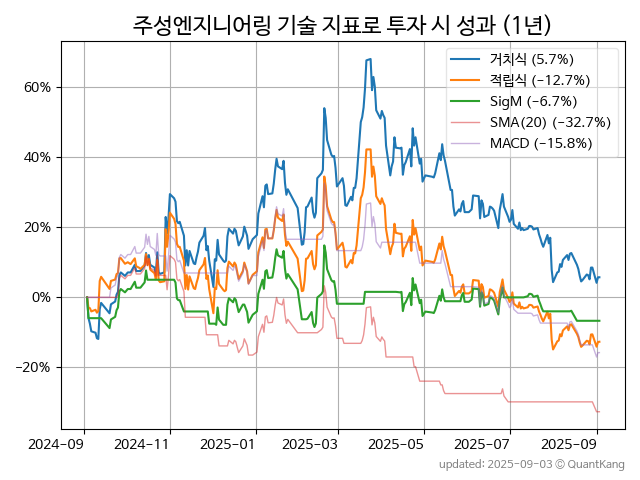 주성엔지니어링 기술 지표로 투자 시 성과 (1년)
거치식 (5.7%)
적립식 (−12.7%)
SigM (−6.7%)
SMA(20) (−32.7%)
MACD (−15.8%)
60%
40%
20%
0%
−20%
2024-09 2024-11 2025-01 2025-03 2025-05 2025-07 2025-09
updated: 2025-09-03 © QuantKang